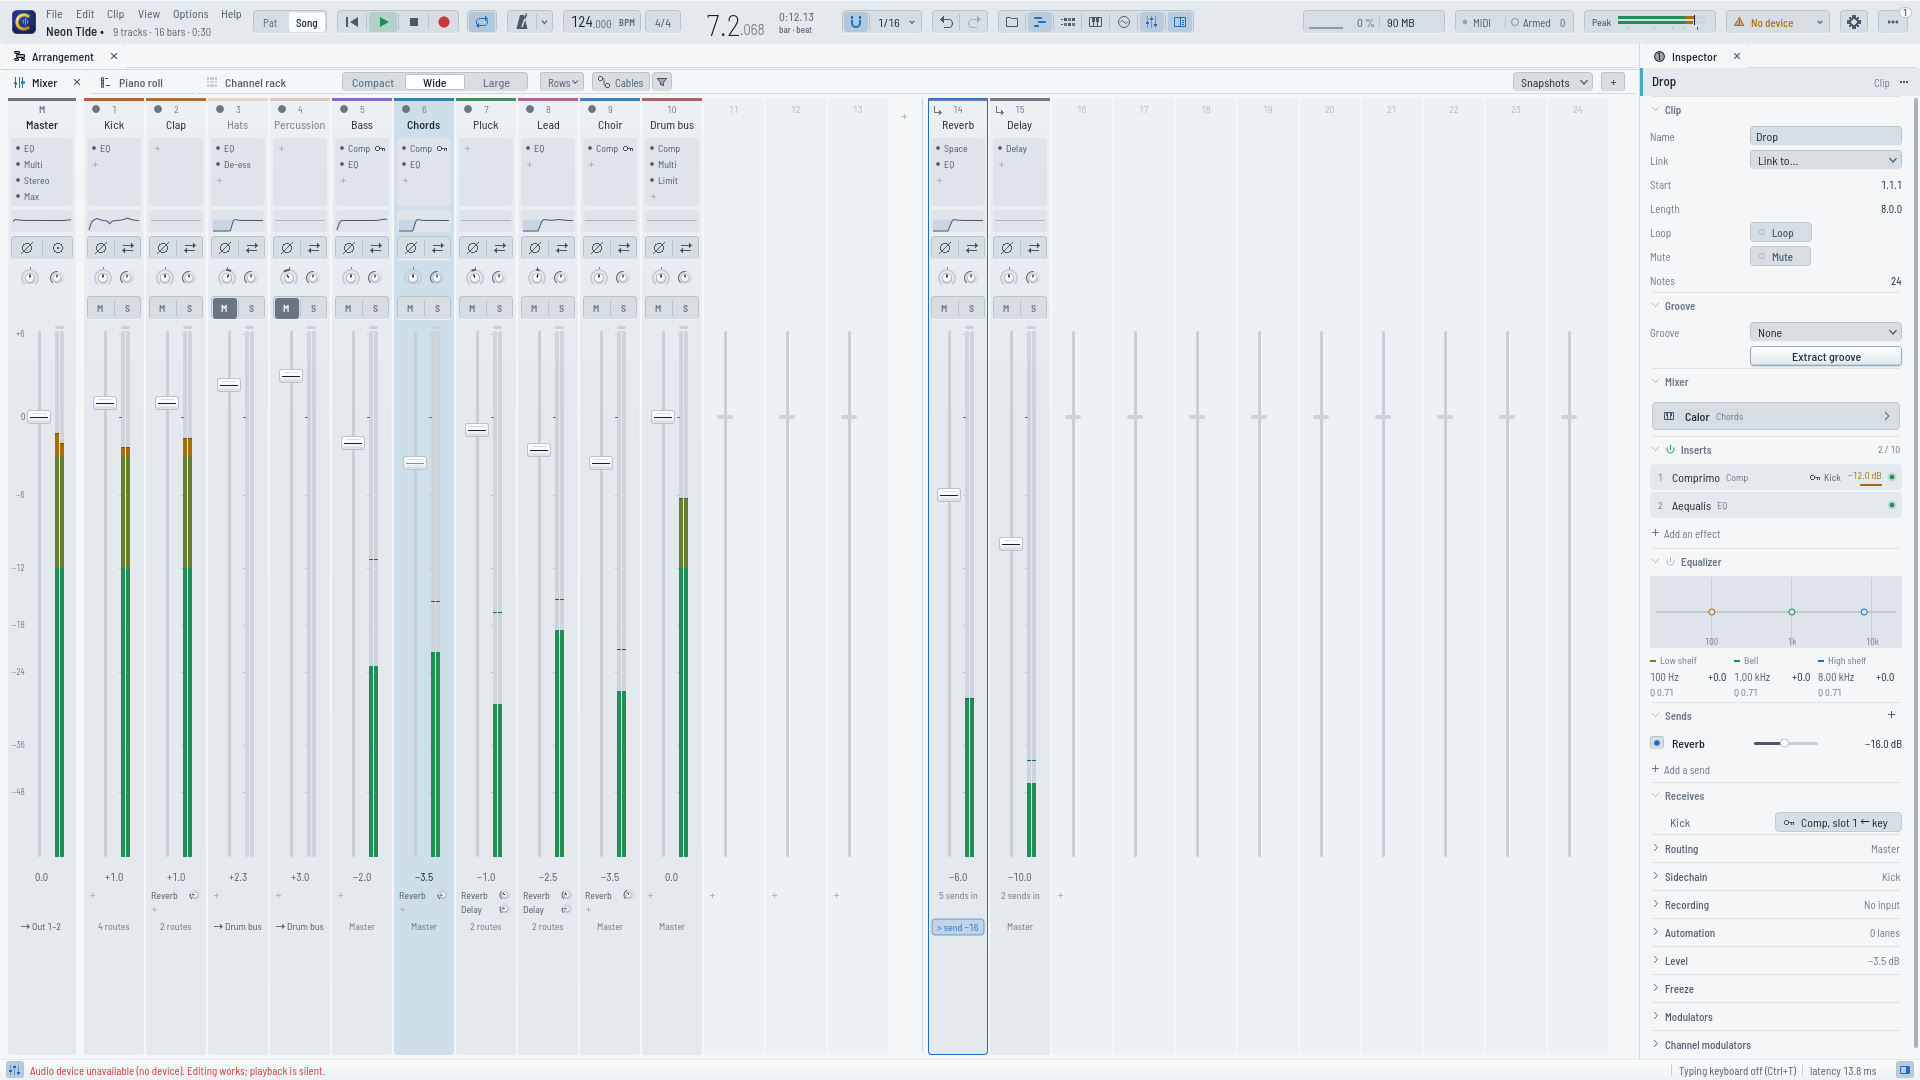 File Edit Clip View Options Help
Neon Tide • 9 tracks · 16 bars · 0:30
Pat Song
124.000 BPM 4/4
7.2.068
0:12.13
bar · beat
1/16
0 % 90 MB
MIDI Armed 0
Peak
No device
1
Arrangement
Mixer Piano roll Channel rack Compact Wide Large Rows Cables Snapshots +
M 1 2 3 4 5 6 7 8 9 10 11 12 13 14 15 16 17 18 19 20 21 22 23 24
Master Kick Clap Hats Percussion Bass Chords Pluck Lead Choir Drum bus Reverb Delay
EQ EQ + EQ + Comp Comp + EQ Comp Comp Space Delay
Multi + De-ess EQ EQ + + Multi EQ +
Stereo + + + Limit +
Max +
M S M S M S M S M S M S M S M S M S M S M S M S
+6
0
−6
−12
−18
−24
−36
−48
0.0 +1.0 +1.0 +2.3 +3.0 −2.0 −3.5 −1.0 −2.5 −3.5 0.0 −6.0 −10.0
+ Reverb + + + Reverb Reverb Reverb Reverb + + + + 5 sends in 2 sends in +
+ + Delay Delay +
→ Out 1–2 4 routes 2 routes → Drum bus → Drum bus Master Master 2 routes 2 routes Master Master > send −16 Master
Inspector
Drop Clip
Clip
Name Drop
Link Link to...
Start 1.1.1
Length 8.0.0
Loop Loop
Mute Mute
Notes 24
Groove
Groove None
Extract groove
Mixer
Calor Chords
Inserts 2 / 10
1 Comprimo Comp Kick −12.0 dB
2 Aequalis EQ
+ Add an effect
Equalizer
100 1k 10k
Low shelf Bell High shelf
100 Hz +0.0 1.00 kHz +0.0 8.00 kHz +0.0
Q 0.71 Q 0.71 Q 0.71
Sends +
Reverb −16.0 dB
+ Add a send
Receives
Kick Comp, slot 1 ← key
Routing Master
Sidechain Kick
Recording No input
Automation 0 lanes
Level −3.5 dB
Freeze
Modulators
Channel modulators
Audio device unavailable (no device). Editing works; playback is silent.
Typing keyboard off (Ctrl+T) latency 13.8 ms